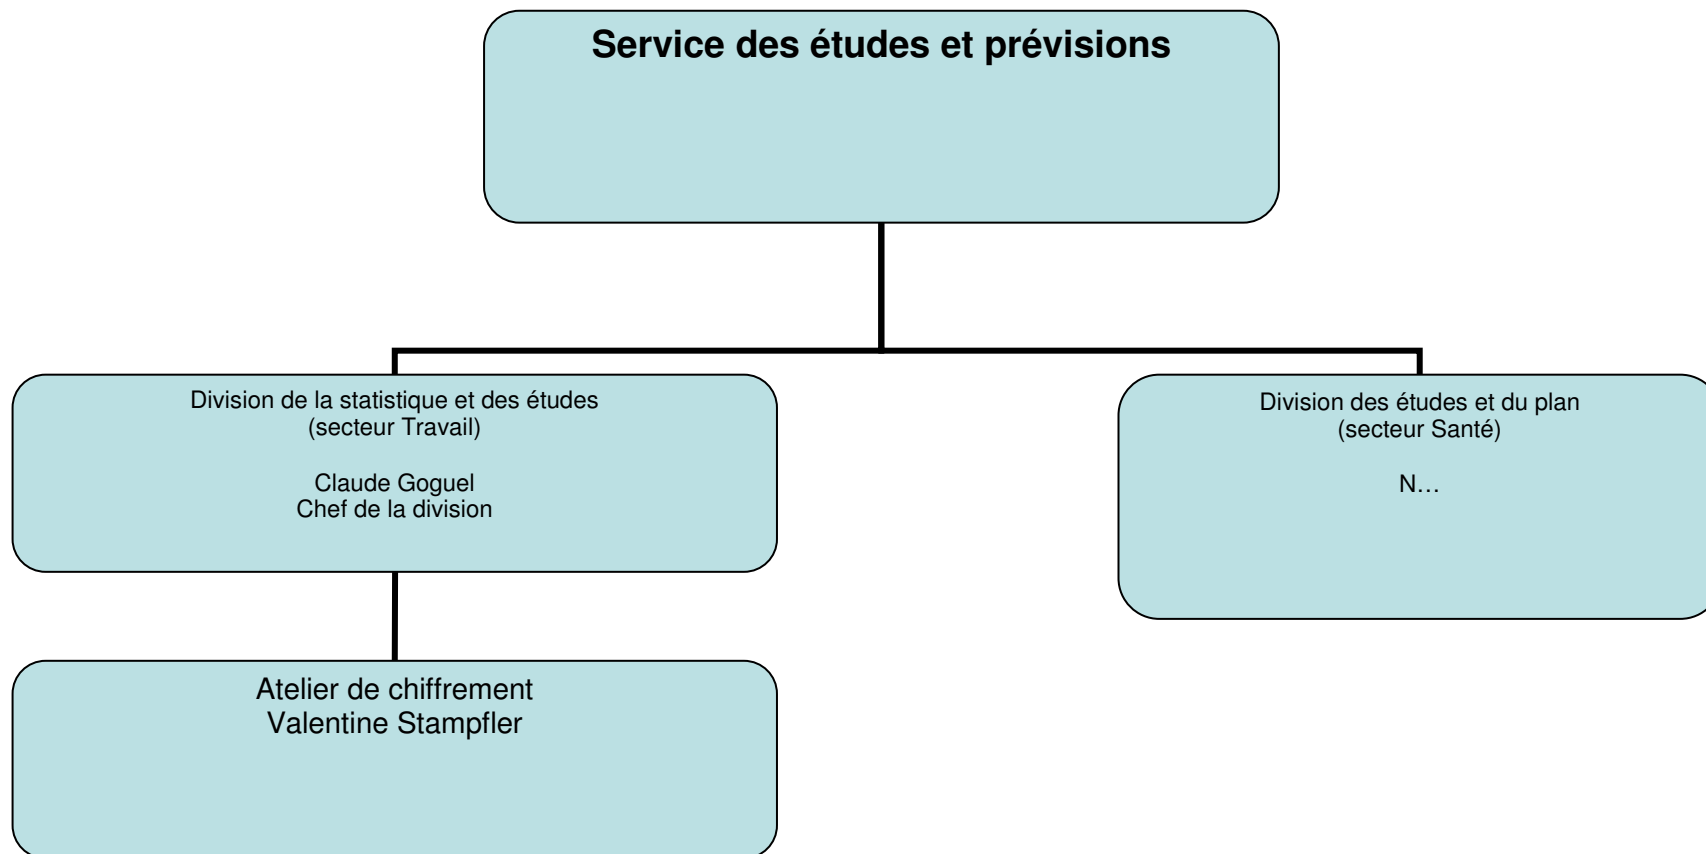 Service des études et prévisions
Division de la statistique et des études
(secteur Travail)
Claude Goguel
Chef de la division
Division des études et du plan
(secteur Santé)
N…
Atelier de chiffrement
Valentine Stampfler